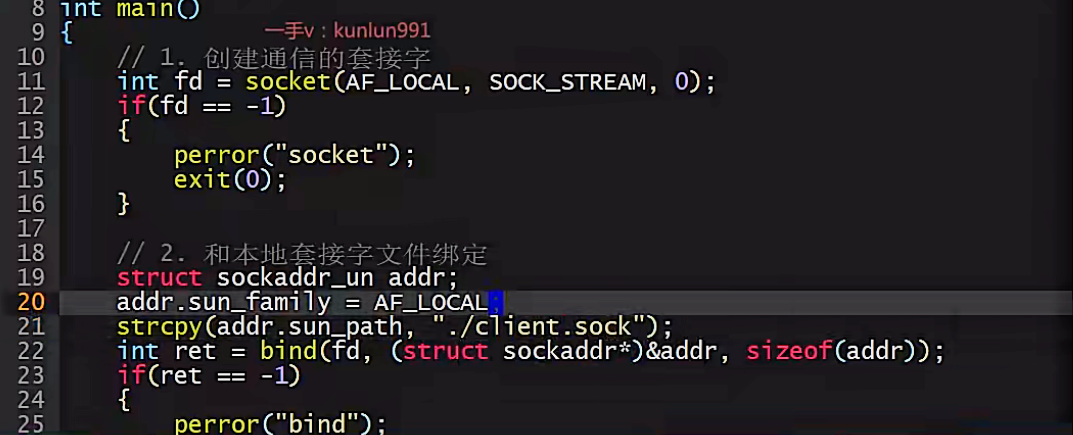 8 int main()
9 {
一手v：kunlun991
10 // 1. 创建通信的套接字
11 int fd = socket(AF_LOCAL, SOCK_STREAM, 0);
12 if(fd == -1)
13 {
14 perror("socket");
15 exit(0);
16 }
17
18 // 2. 和本地套接字文件绑定
19 struct sockaddr_un addr;
20 addr.sun_family = AF_LOCAL;
21 strcpy(addr.sun_path, "./client.sock");
22 int ret = bind(fd, (struct sockaddr*)&addr, sizeof(addr));
23 if(ret == -1)
24 {
25 perror("bind");